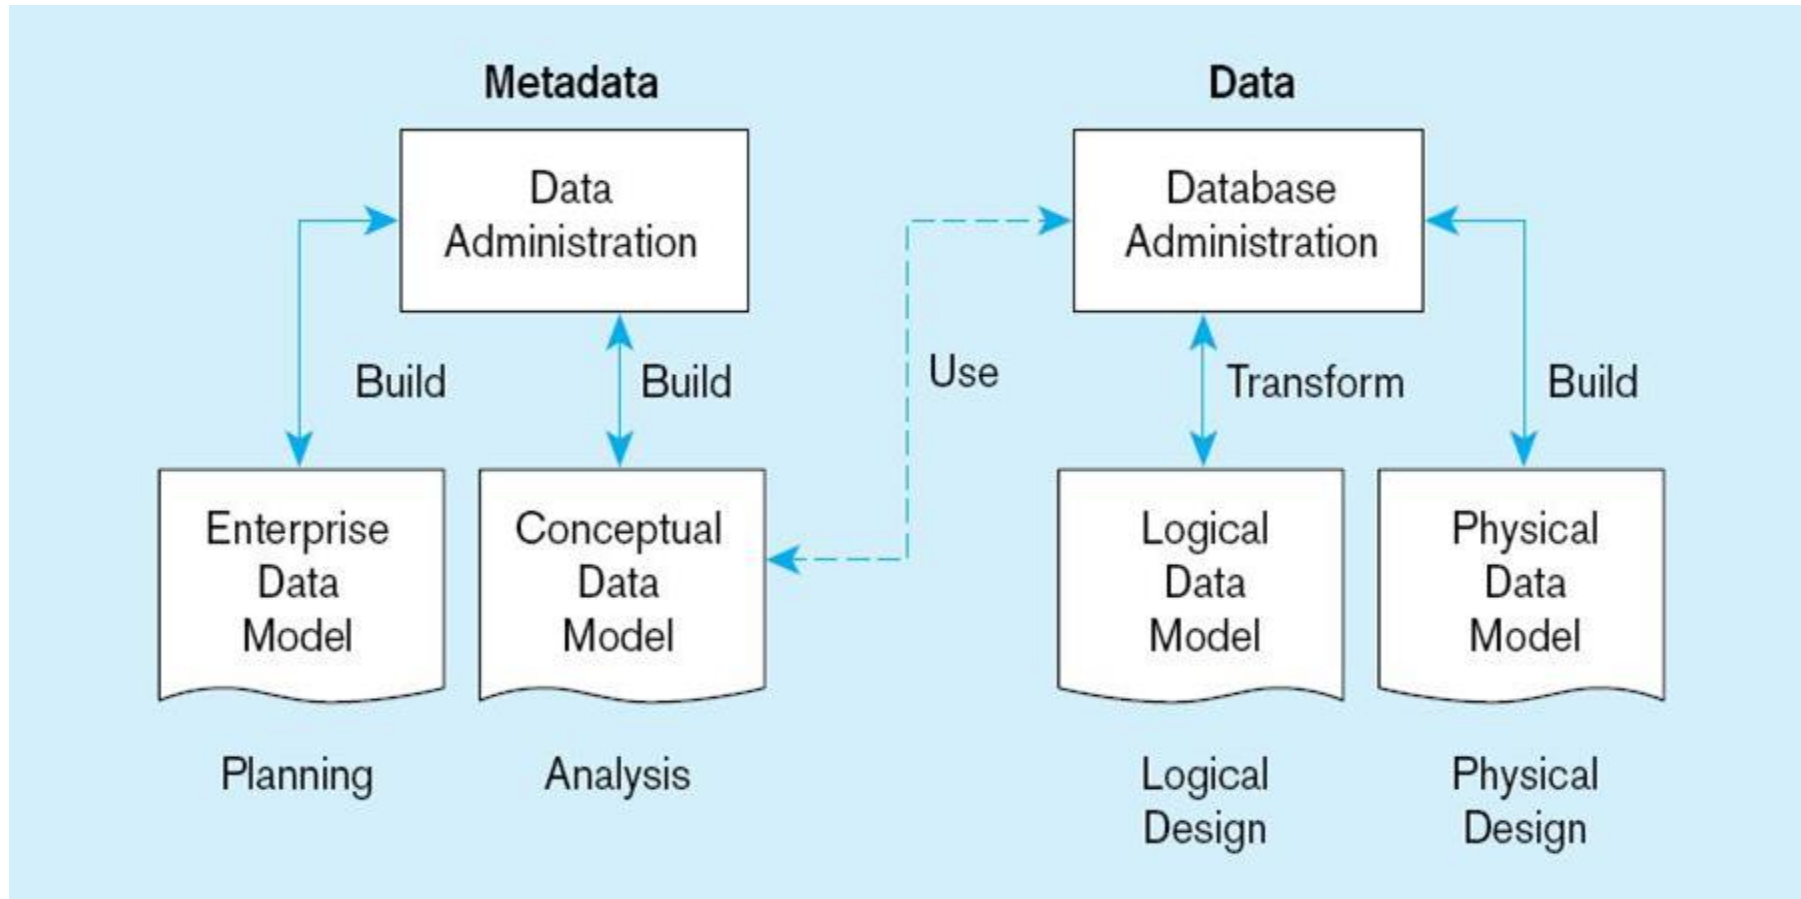 Metadata
Data
Data
Administration
Database
Administration
Build
Build
Use
Transform
Build
Enterprise
Data
Model
Conceptual
Data
Model
Logical
Data
Model
Physical
Data
Model
Planning
Analysis
Logical
Design
Physical
Design